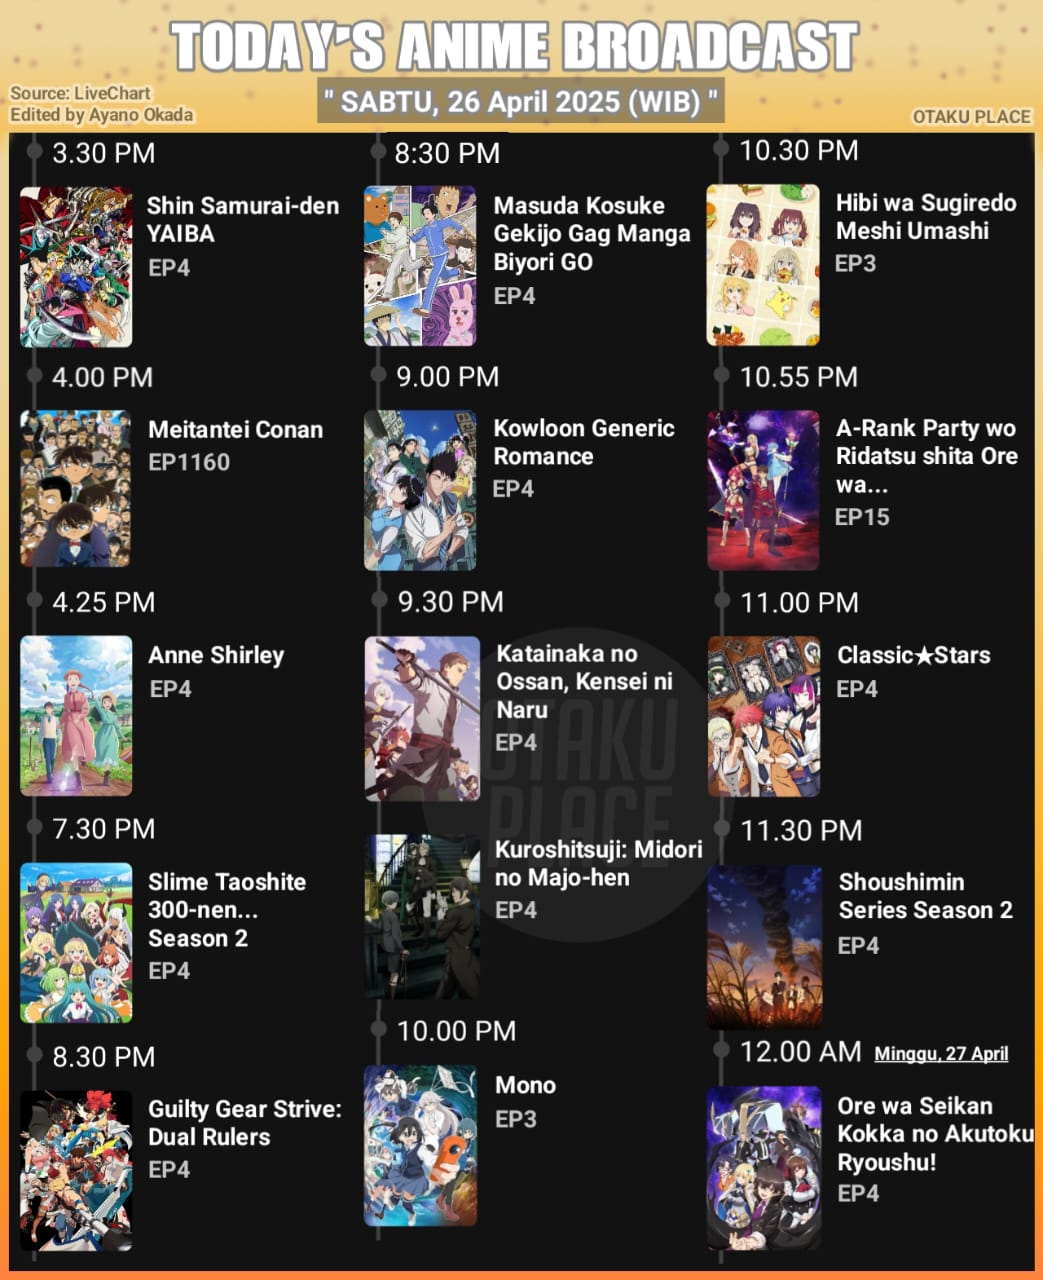 TODAY'S ANIME BROADCAST
" SABTU, 26 April 2025 (WIB) "
Source: LiveChart
Edited by Ayano Okada
OTAKU PLACE
3.30 PM
Shin Samurai-den
YAIBA
EP4
4.00 PM
Meitantei Conan
EP1160
4.25 PM
Anne Shirley
EP4
7.30 PM
Slime Taoshite
300-nen...
Season 2
EP4
8.30 PM
Guilty Gear Strive:
Dual Rulers
EP4
8:30 PM
Masuda Kosuke
Gekijo Gag Manga
Biyori GO
EP4
9.00 PM
Kowloon Generic
Romance
EP4
9.30 PM
Katainaka no
Ossan, Kensei ni
Naru
EP4
Kuroshitsuji: Midori
no Majo-hen
EP4
10.00 PM
Mono
EP3
10.30 PM
Hibi wa Sugiredo
Meshi Umashi
EP3
10.55 PM
A-Rank Party wo
Ridatsu shita Ore
wa...
EP15
11.00 PM
Classic★Stars
EP4
11.30 PM
Shoushimin
Series Season 2
EP4
12.00 AM Minggu, 27 April
Ore wa Seikan
Kokka no Akutoku
Ryoushu!
EP4
OTAKU
PLACE